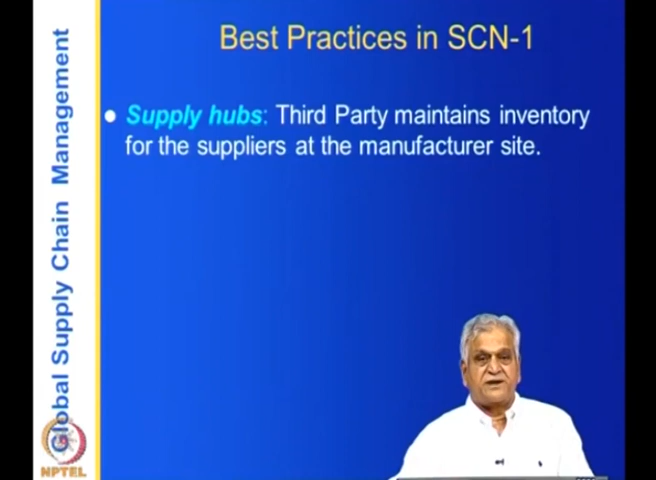 Best Practices in SCN-1
Supply hubs: Third Party maintains inventory
for the suppliers at the manufacturer site.
Global Supply Chain Management
NPTEL